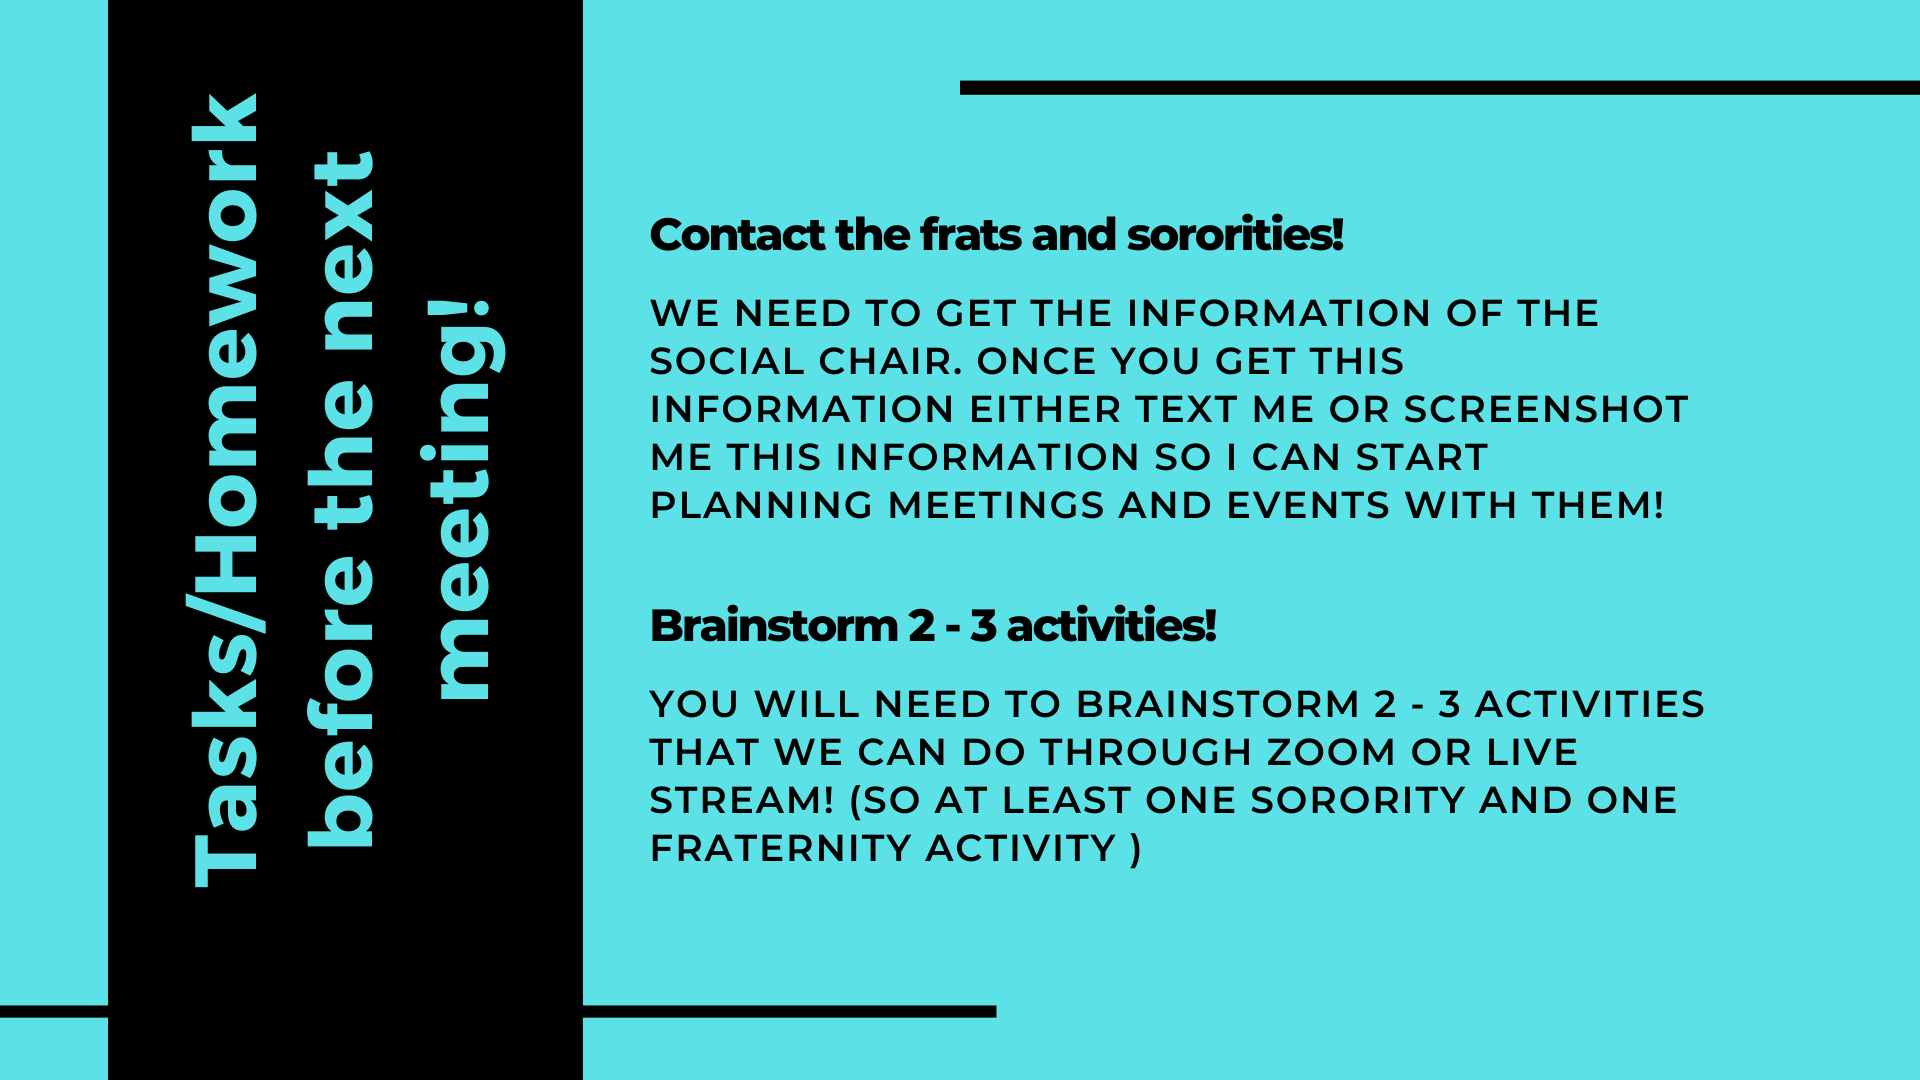 Tasks/Homework
before the next
meeting!
Contact the frats and sororities!
WE NEED TO GET THE INFORMATION OF THE
SOCIAL CHAIR. ONCE YOU GET THIS
INFORMATION EITHER TEXT ME OR SCREENSHOT
ME THIS INFORMATION SO I CAN START
PLANNING MEETINGS AND EVENTS WITH THEM!
Brainstorm 2 - 3 activities!
YOU WILL NEED TO BRAINSTORM 2 - 3 ACTIVITIES
THAT WE CAN DO THROUGH ZOOM OR LIVE
STREAM! (SO AT LEAST ONE SORORITY AND ONE
FRATERNITY ACTIVITY )